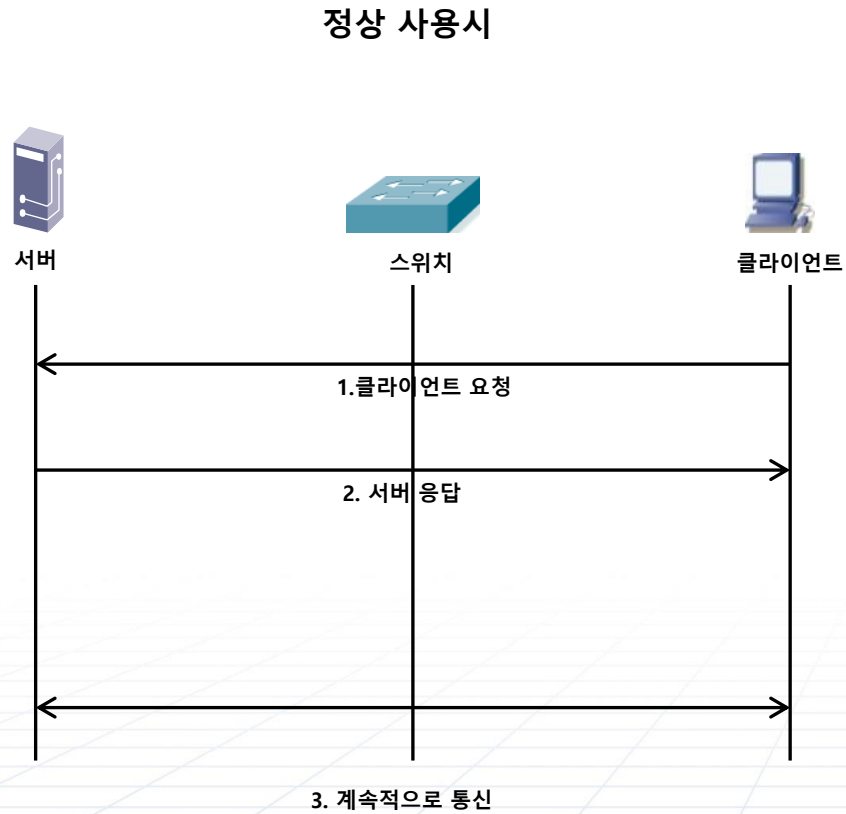 정상 사용시
서버
스위치
클라이언트
1.클라이언트 요청
2. 서버 응답
3. 계속적으로 통신